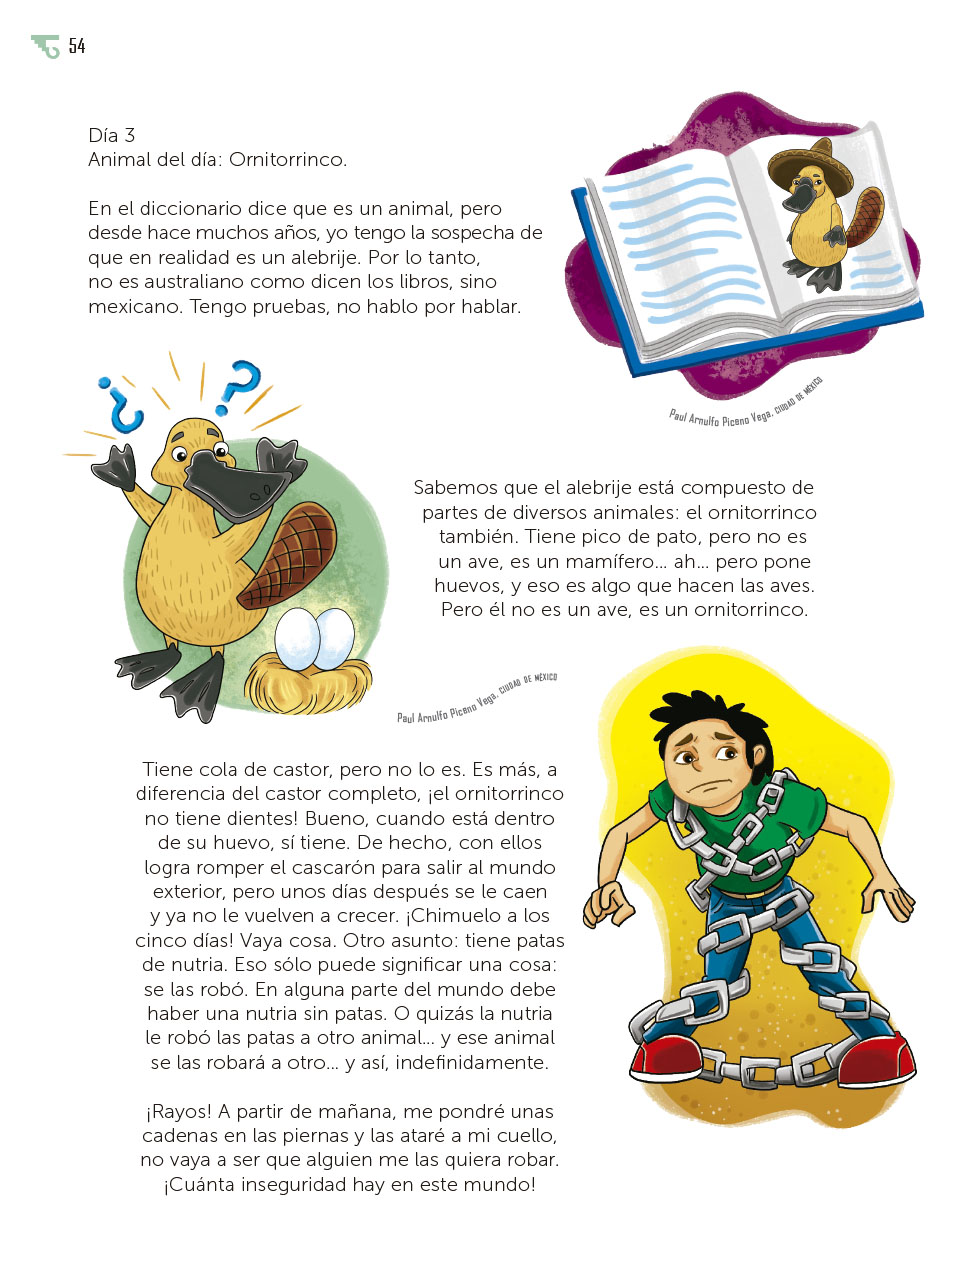 54
Día 3
Animal del día: Ornitorrinco.
En el diccionario dice que es un animal, pero
desde hace muchos años, yo tengo la sospecha de
que en realidad es un alebrije. Por lo tanto,
no es australiano como dicen los libros, sino
mexicano. Tengo pruebas, no hablo por hablar.
Paul Arnulfo Piceno Vega, CIUDAD DE MÉXICO
¿ ?
Sabemos que el alebrije está compuesto de
partes de diversos animales: el ornitorrinco
también. Tiene pico de pato, pero no es
un ave, es un mamífero... ah... pero pone
huevos, y eso es algo que hacen las aves.
Pero él no es un ave, es un ornitorrinco.
Paul Arnulfo Piceno Vega, CIUDAD DE MÉXICO
Tiene cola de castor, pero no lo es. Es más, a
diferencia del castor completo, ¡el ornitorrinco
no tiene dientes! Bueno, cuando está dentro
de su huevo, sí tiene. De hecho, con ellos
logra romper el cascarón para salir al mundo
exterior, pero unos días después se le caen
y ya no le vuelven a crecer. ¡Chimuelo a los
cinco días! Vaya cosa. Otro asunto: tiene patas
de nutria. Eso sólo puede significar una cosa:
se las robó. En alguna parte del mundo debe
haber una nutria sin patas. O quizás la nutria
le robó las patas a otro animal... y ese animal
se las robará a otro... y así, indefinidamente.
¡Rayos! A partir de mañana, me pondré unas
cadenas en las piernas y las ataré a mi cuello,
no vaya a ser que alguien me las quiera robar.
¡Cuánta inseguridad hay en este mundo!